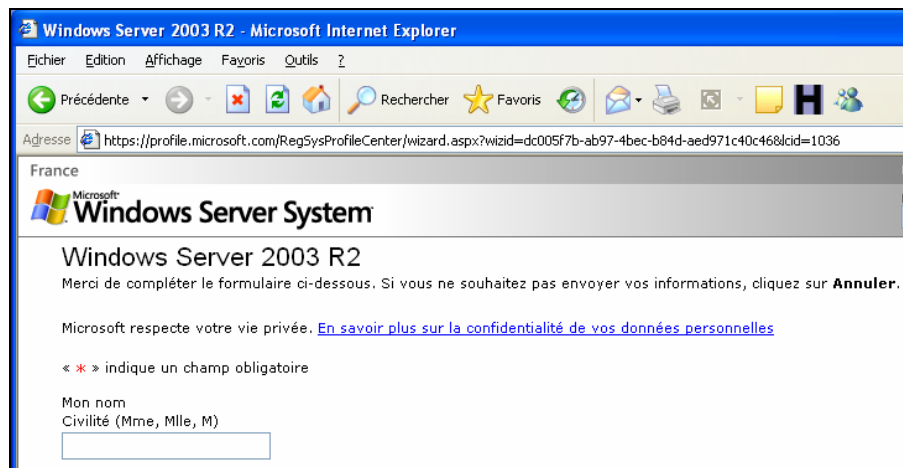 Windows Server 2003 R2 - Microsoft Internet Explorer
Fichier Edition Affichage Favoris Outils ?
Précédente Rechercher Favoris
Adresse https://profile.microsoft.com/RegSysProfileCenter/wizard.aspx?wizid=dc005f7b-ab97-4bec-b84d-aed971c40c46&lcid=1036
France
Microsoft
Windows Server System
Windows Server 2003 R2
Merci de compléter le formulaire ci-dessous. Si vous ne souhaitez pas envoyer vos informations, cliquez sur Annuler.
Microsoft respecte votre vie privée. En savoir plus sur la confidentialité de vos données personnelles
« * » indique un champ obligatoire
Mon nom
Civilité (Mme, Mlle, M)